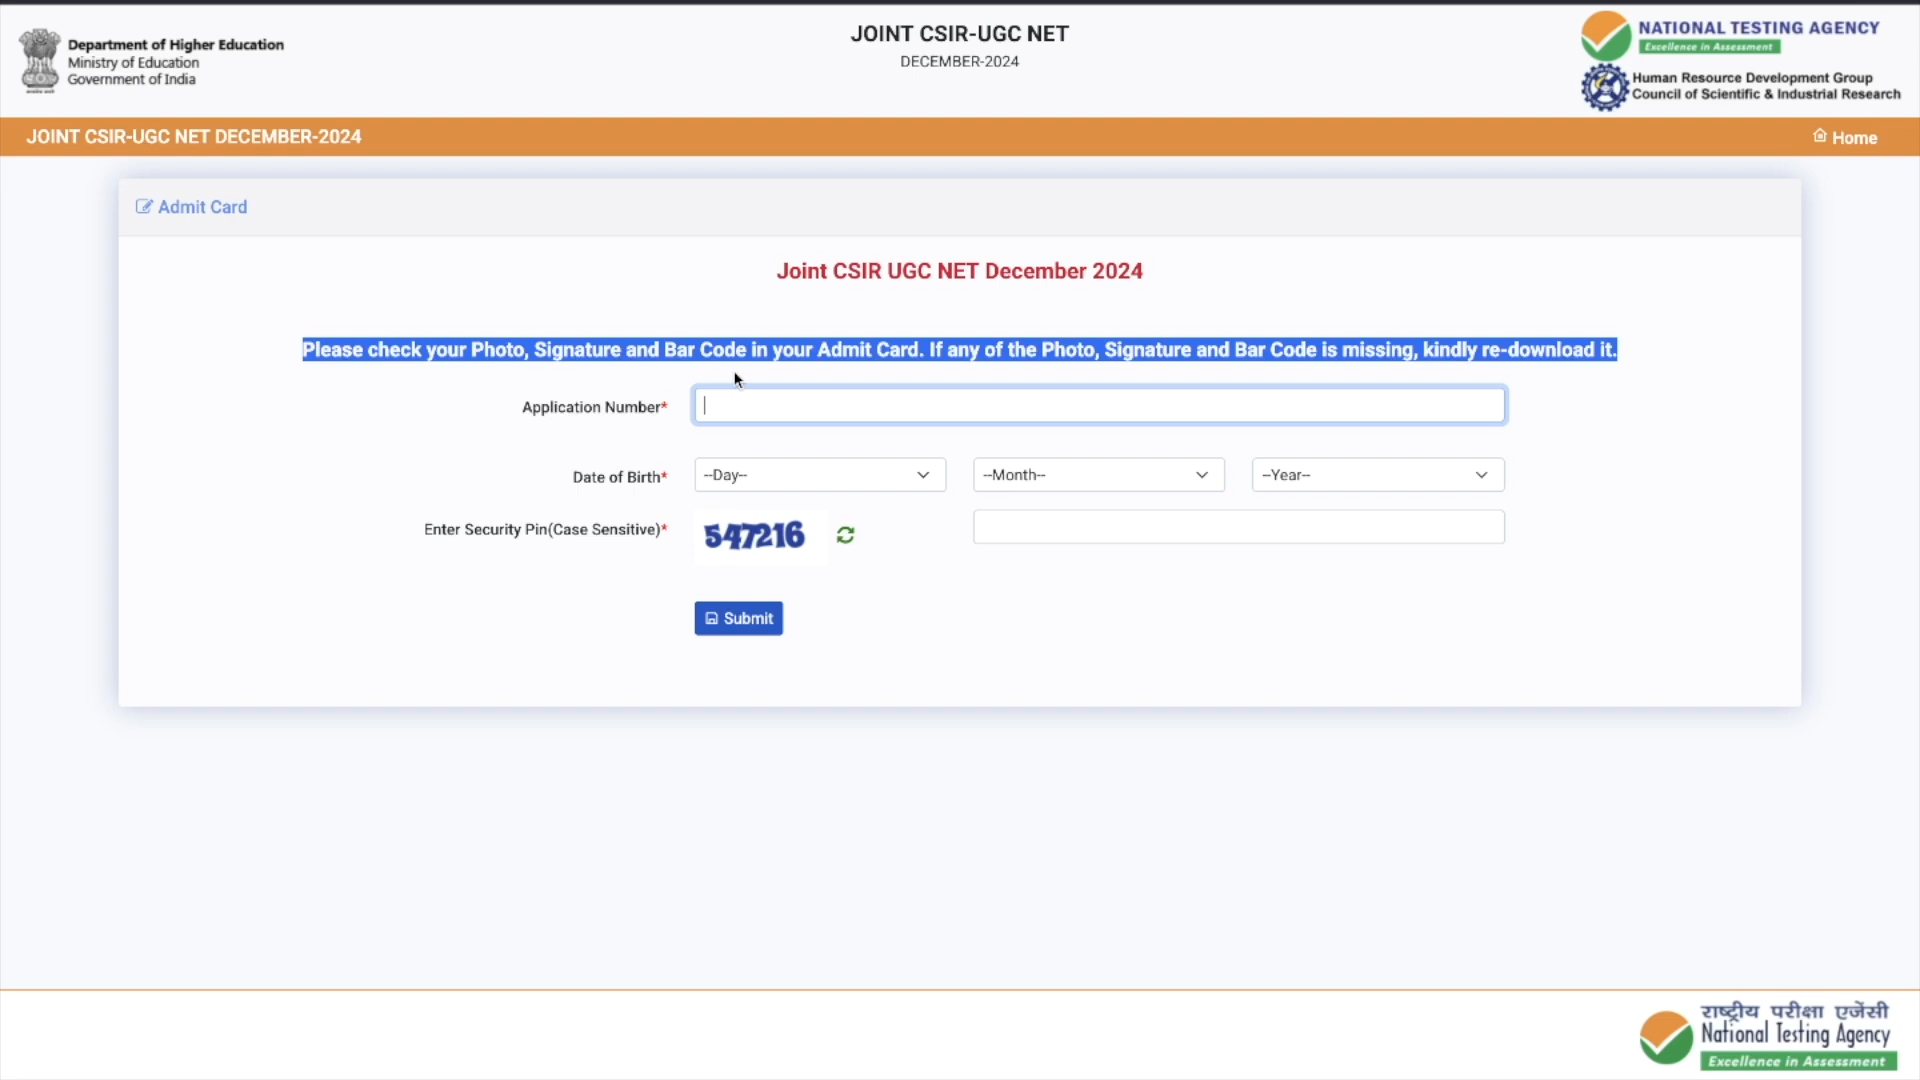 Department of Higher Education
Ministry of Education
Government of India
JOINT CSIR-UGC NET
DECEMBER-2024
NATIONAL TESTING AGENCY
Excellence in Assessment
Human Resource Development Group
Council of Scientific & Industrial Research
JOINT CSIR-UGC NET DECEMBER-2024
Home
Admit Card
Joint CSIR UGC NET December 2024
Please check your Photo, Signature and Bar Code in your Admit Card. If any of the Photo, Signature and Bar Code is missing, kindly re-download it.
Application Number*
Date of Birth* --Day-- --Month-- --Year--
Enter Security Pin(Case Sensitive)* 547216
Submit
राष्ट्रीय परीक्षा एजेंसी
National Testing Agency
Excellence in Assessment